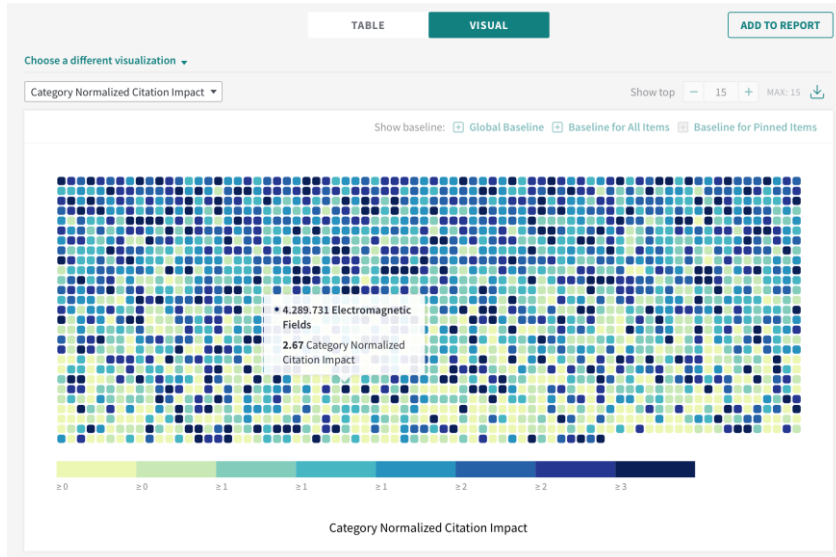 TABLE
VISUAL
ADD TO REPORT
Choose a different visualization
Category Normalized Citation Impact
Show top − 15 + MAX: 15
Show baseline: Global Baseline Baseline for All Items Baseline for Pinned Items
4.289.731 Electromagnetic
Fields
2.67 Category Normalized
Citation Impact
≥ 0 ≥ 0 ≥ 1 ≥ 1 ≥ 1 ≥ 2 ≥ 2 ≥ 3
Category Normalized Citation Impact